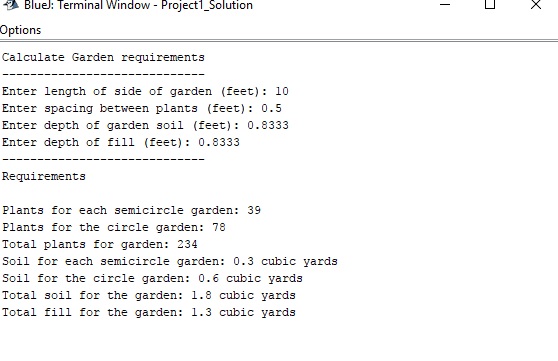 BlueJ: Terminal Window - Project1_Solution
Options
Calculate Garden requirements
-----------------------------
Enter length of side of garden (feet): 10
Enter spacing between plants (feet): 0.5
Enter depth of garden soil (feet): 0.8333
Enter depth of fill (feet): 0.8333
-----------------------------
Requirements
Plants for each semicircle garden: 39
Plants for the circle garden: 78
Total plants for garden: 234
Soil for each semicircle garden: 0.3 cubic yards
Soil for the circle garden: 0.6 cubic yards
Total soil for the garden: 1.8 cubic yards
Total fill for the garden: 1.3 cubic yards